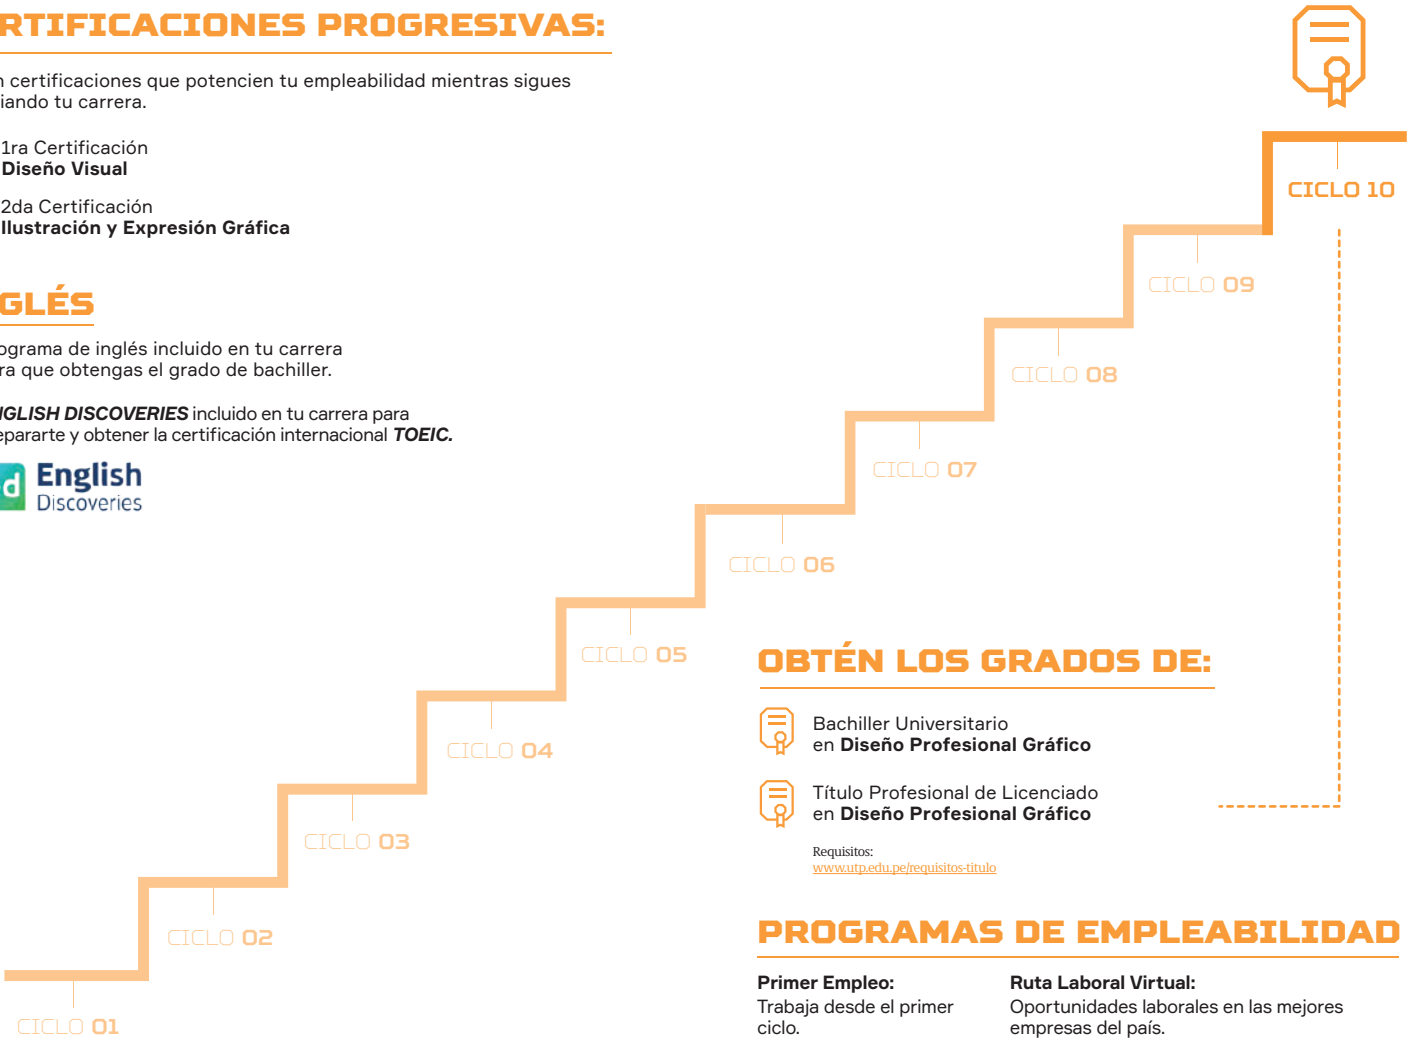 RTIFICACIONES PROGRESIVAS:
n certificaciones que potencien tu empleabilidad mientras sigues
iando tu carrera.
1ra Certificación
Diseño Visual
2da Certificación
Ilustración y Expresión Gráfica
GLÉS
ograma de inglés incluido en tu carrera
ra que obtengas el grado de bachiller.
NGLISH DISCOVERIES incluido en tu carrera para
epararte y obtener la certificación internacional TOEIC.
d English
Discoveries
CICLO 10
CICLO 09
CICLO 08
CICLO 07
CICLO 06
CICLO 05
CICLO 04
CICLO 03
CICLO 02
CICLO 01
OBTÉN LOS GRADOS DE:
Bachiller Universitario
en Diseño Profesional Gráfico
Título Profesional de Licenciado
en Diseño Profesional Gráfico
Requisitos:
www.utp.edu.pe/requisitos-titulo
PROGRAMAS DE EMPLEABILIDAD
Primer Empleo:
Trabaja desde el primer
ciclo.
Ruta Laboral Virtual:
Oportunidades laborales en las mejores
empresas del país.